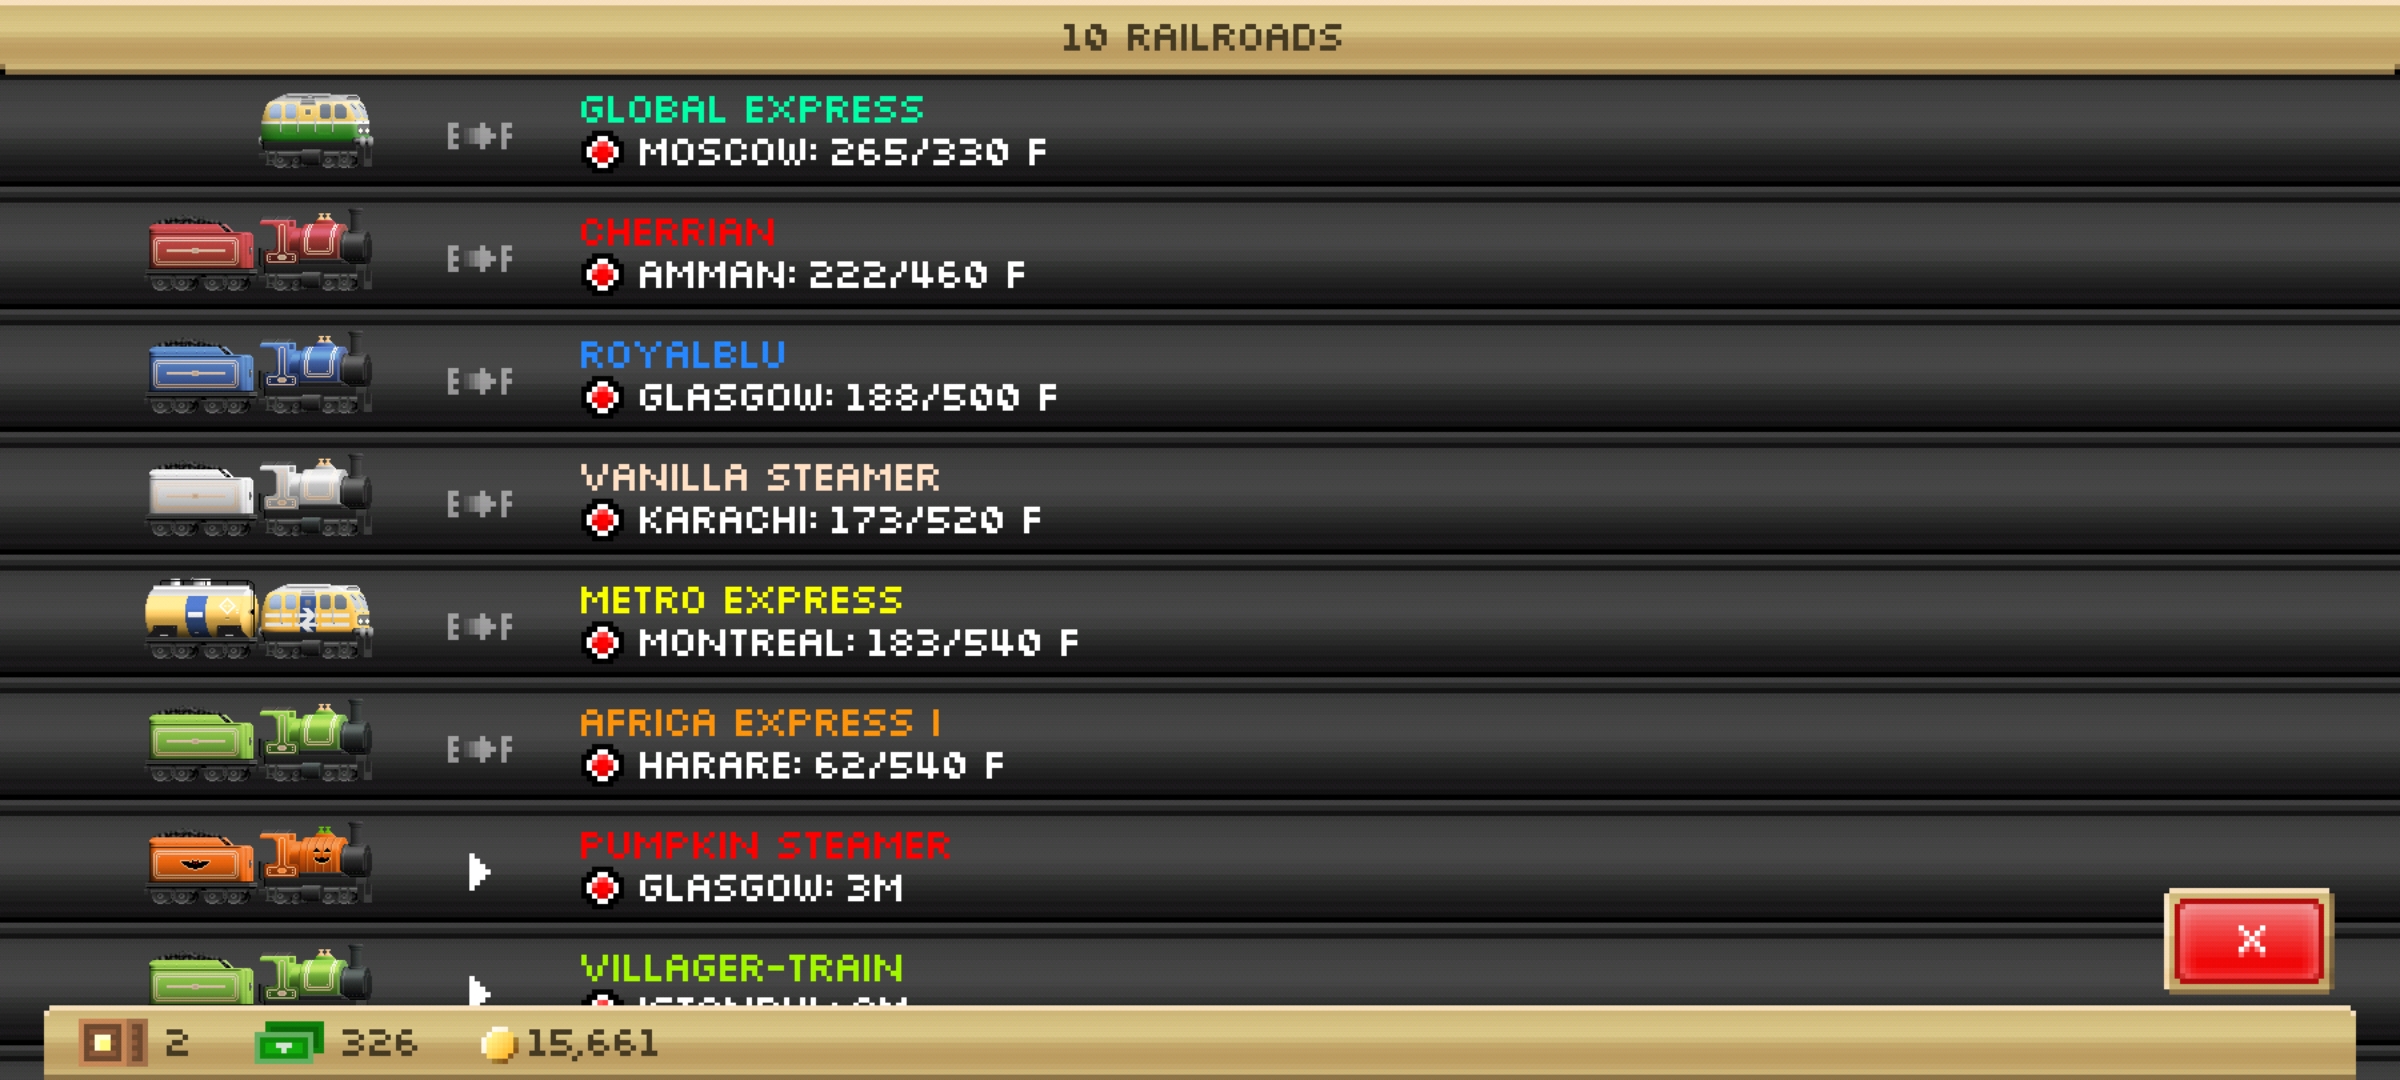 10 RAILROADS
E F
GLOBAL EXPRESS
MOSCOW: 265/330 F
E F
CHERRIAN
AMMAN: 222/460 F
E F
ROYALBLU
GLASGOW: 188/500 F
E F
VANILLA STEAMER
KARACHI: 173/520 F
E F
METRO EXPRESS
MONTREAL: 183/540 F
E F
AFRICA EXPRESS I
HARARE: 62/540 F
PUMPKIN STEAMER
GLASGOW: 3M
VILLAGER-TRAIN
X
2 326 15,661